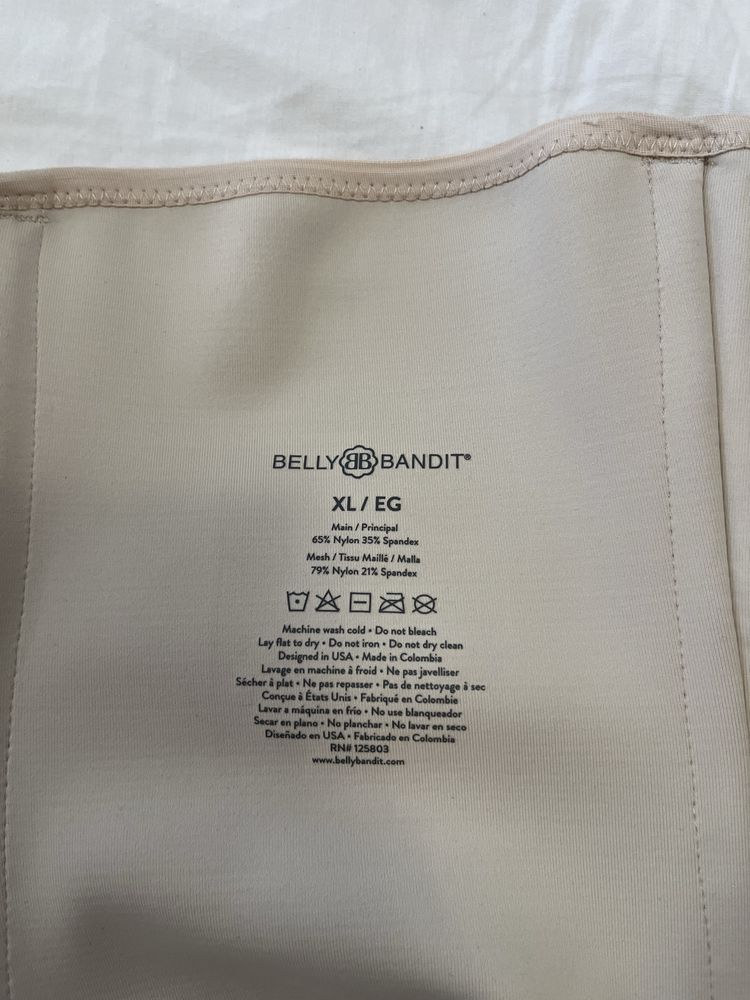 BELLY BB BANDIT®
XL / EG
Main / Principal
65% Nylon 35% Spandex
Mesh / Tissu Maillé / Malla
79% Nylon 21% Spandex
Machine wash cold • Do not bleach
Lay flat to dry • Do not iron • Do not dry clean
Designed in USA • Made in Colombia
Lavage en machine à froid • Ne pas javelliser
Sécher à plat • Ne pas repasser • Pas de nettoyage à sec
Conçue à États Unis • Fabriqué en Colombie
Lavar a máquina en frío • No use blanqueador
Secar en plano • No planchar • No lavar en seco
Diseñado en USA • Fabricado en Colombia
RN# 125803
www.bellybandit.com